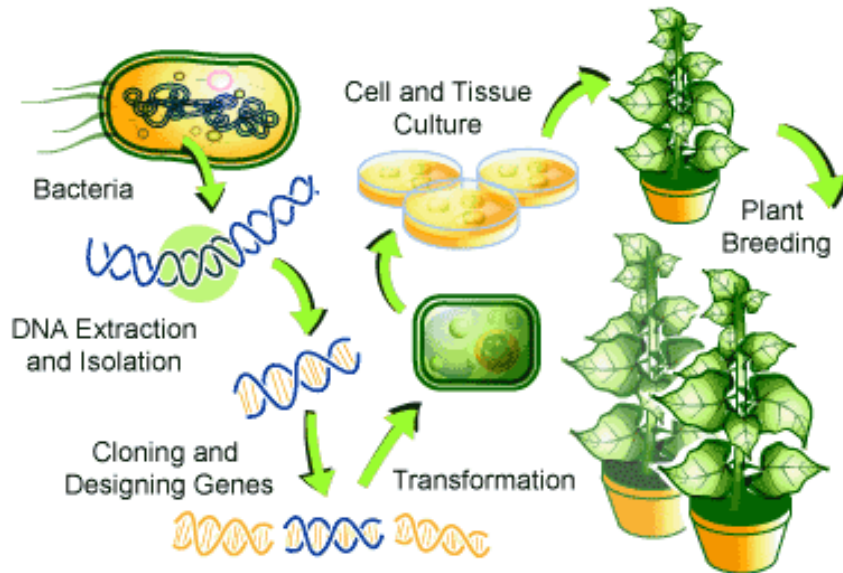 Bacteria
DNA Extraction
and Isolation
Cloning and
Designing Genes
Transformation
Cell and Tissue
Culture
Plant
Breeding